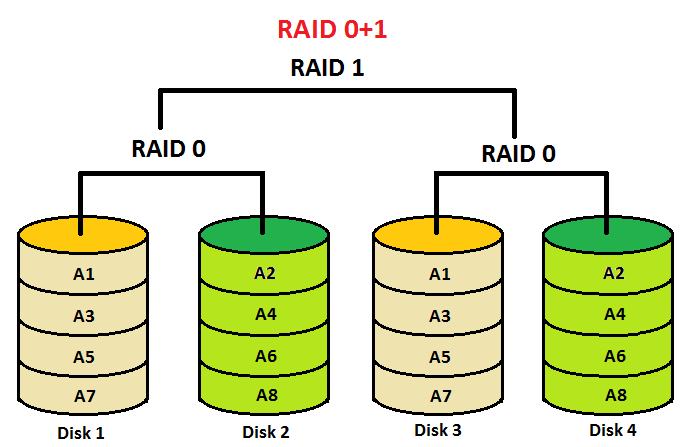 RAID 0+1
RAID 1
RAID 0
RAID 0
A1
A3
A5
A7
Disk 1
A2
A4
A6
A8
Disk 2
A1
A3
A5
A7
Disk 3
A2
A4
A6
A8
Disk 4